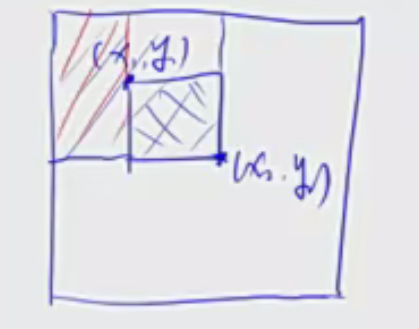 (x₁, y₁)
(x₂, y₂)